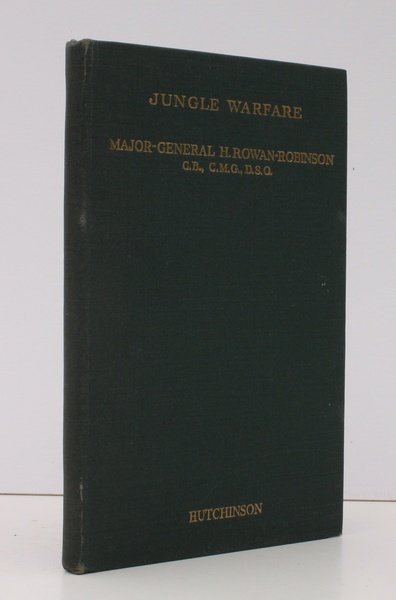 JUNGLE WARFARE
MAJOR-GENERAL H. ROWAN-ROBINSON
C.B., C.M.G., D.S.O.
HUTCHINSON